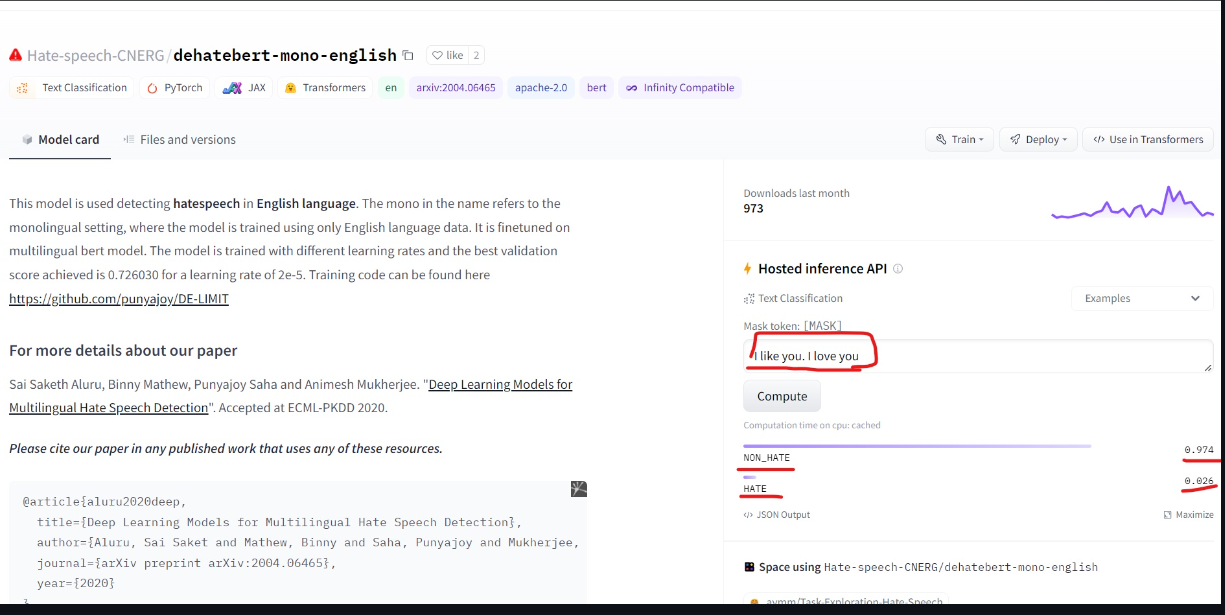 Hate-speech-CNERG/dehatebert-mono-english like 2
Text Classification PyTorch JAX Transformers en arxiv:2004.06465 apache-2.0 bert Infinity Compatible
Model card Files and versions Train Deploy </> Use in Transformers
This model is used detecting hatespeech in English language. The mono in the name refers to the
monolingual setting, where the model is trained using only English language data. It is finetuned on
multilingual bert model. The model is trained with different learning rates and the best validation
score achieved is 0.726030 for a learning rate of 2e-5. Training code can be found here
https://github.com/punyajoy/DE-LIMIT
For more details about our paper
Sai Saketh Aluru, Binny Mathew, Punyajoy Saha and Animesh Mukherjee. "Deep Learning Models for
Multilingual Hate Speech Detection". Accepted at ECML-PKDD 2020.
Please cite our paper in any published work that uses any of these resources.
@article{aluru2020deep,
title={Deep Learning Models for Multilingual Hate Speech Detection},
author={Aluru, Sai Saket and Mathew, Binny and Saha, Punyajoy and Mukherjee,
journal={arXiv preprint arXiv:2004.06465},
year={2020}
}
Downloads last month
973
Hosted inference API
Text Classification Examples
Mask token: [MASK]
I like you. I love you
Compute
Computation time on cpu: cached
NON_HATE 0.974
HATE 0.026
</> JSON Output Maximize
Space using Hate-speech-CNERG/dehatebert-mono-english
aymm/Task-Exploration-Hate-Speech